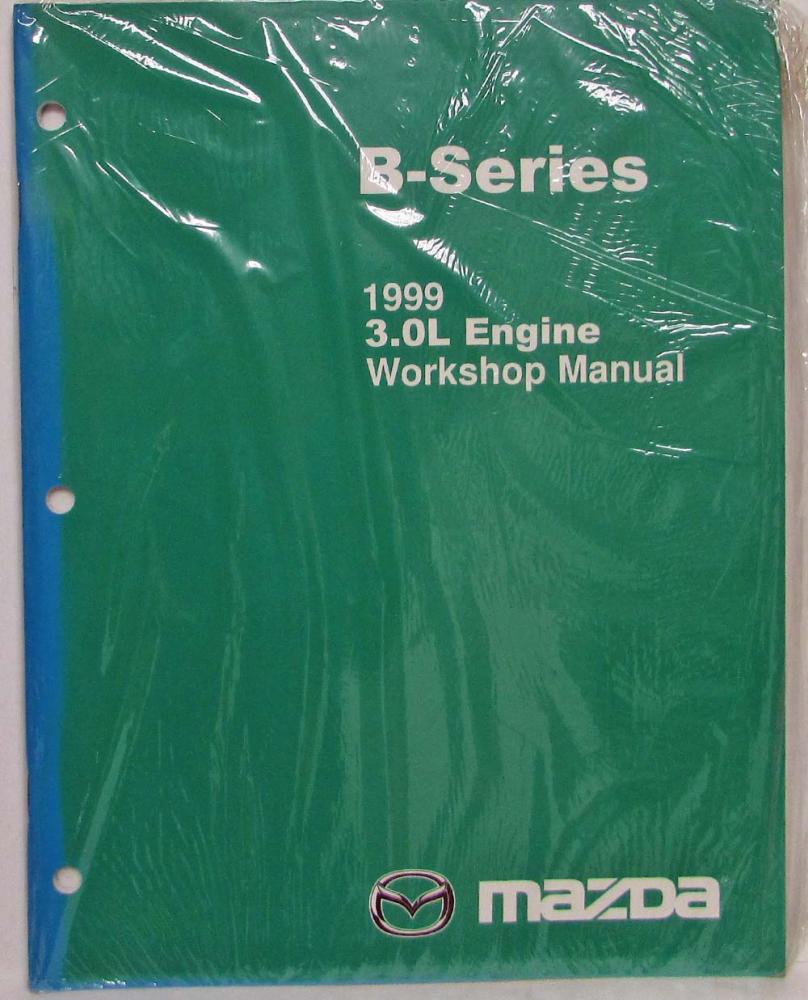 B-Series
1999
3.0L Engine
Workshop Manual
mazda